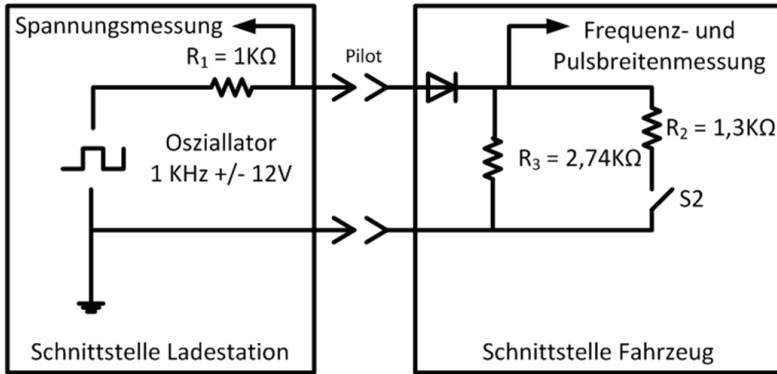 Spannungsmessung
R₁ = 1KΩ
Pilot
Osziallator
1 KHz +/- 12V
Schnittstelle Ladestation
Frequenz- und
Pulsbreitenmessung
R₂ = 1,3KΩ
R₃ = 2,74KΩ
S2
Schnittstelle Fahrzeug